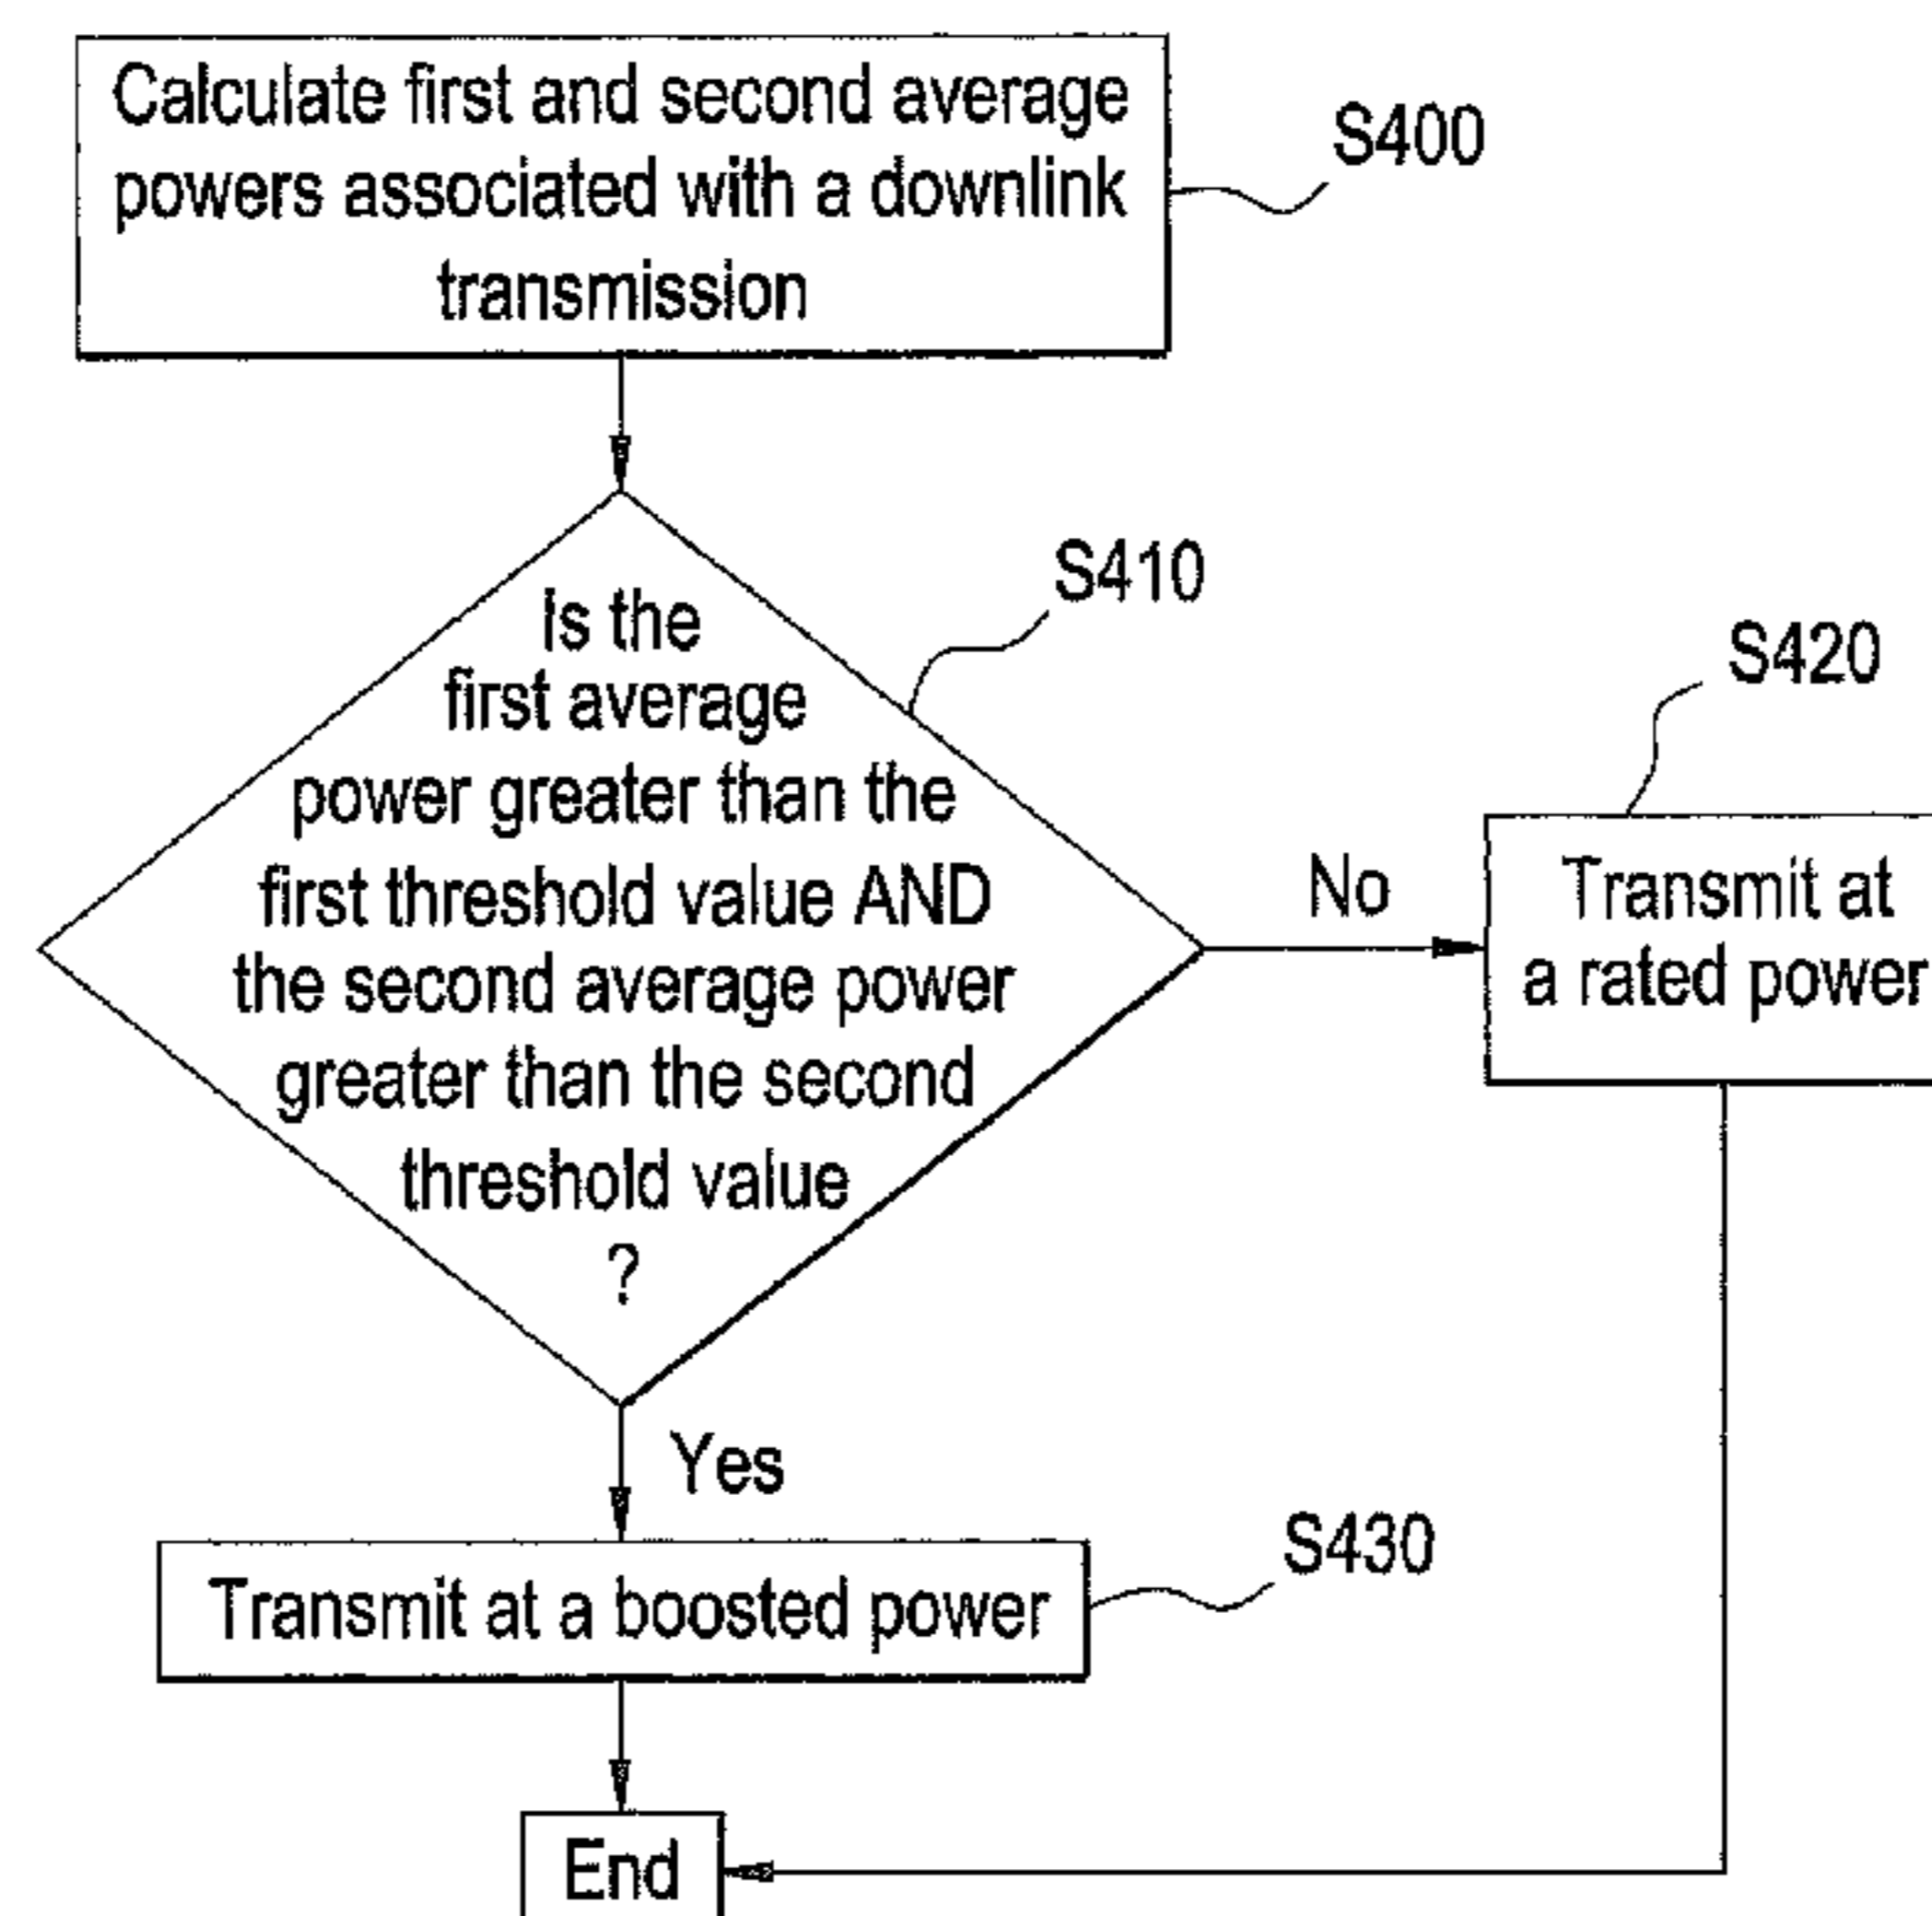 Calculate first and second average
powers associated with a downlink
transmission
S400
is the
first average
power greater than the
first threshold value AND
the second average power
greater than the second
threshold value
?
S410
No
S420
Transmit at
a rated power
Yes
Transmit at a boosted power
S430
End